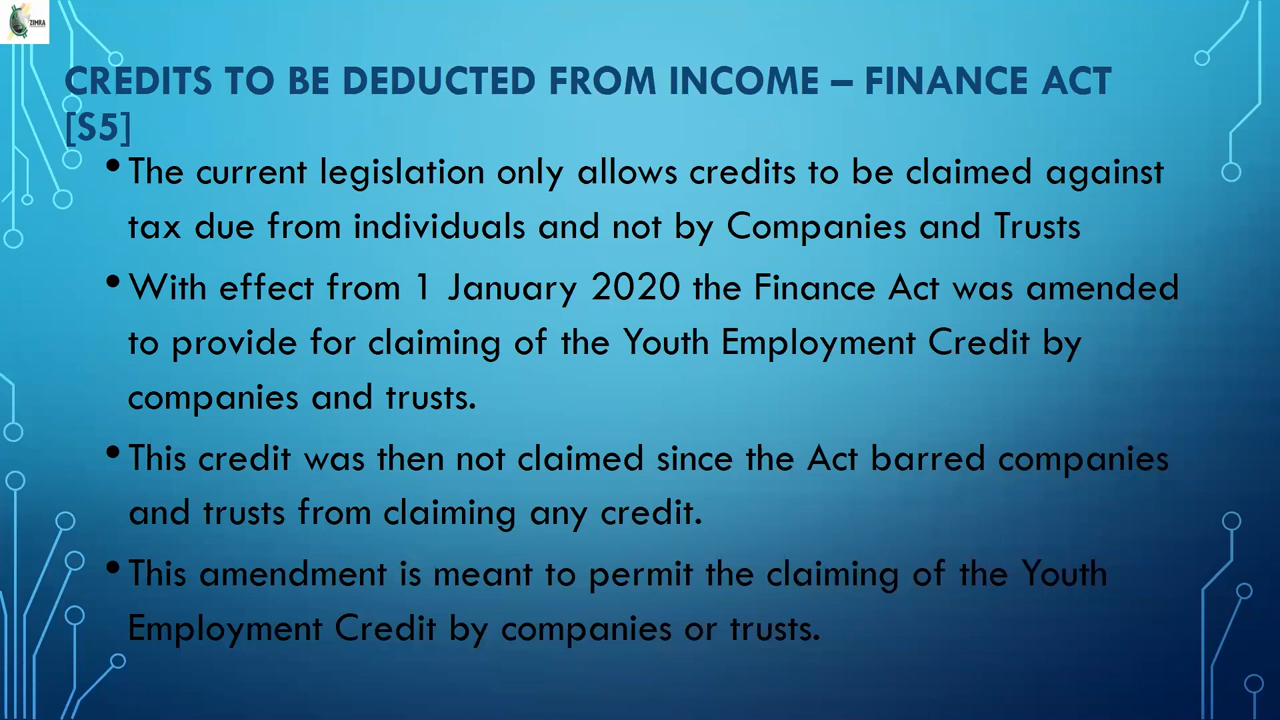 ZIMRA
CREDITS TO BE DEDUCTED FROM INCOME – FINANCE ACT
[S5]
• The current legislation only allows credits to be claimed against
tax due from individuals and not by Companies and Trusts
• With effect from 1 January 2020 the Finance Act was amended
to provide for claiming of the Youth Employment Credit by
companies and trusts.
• This credit was then not claimed since the Act barred companies
and trusts from claiming any credit.
• This amendment is meant to permit the claiming of the Youth
Employment Credit by companies or trusts.